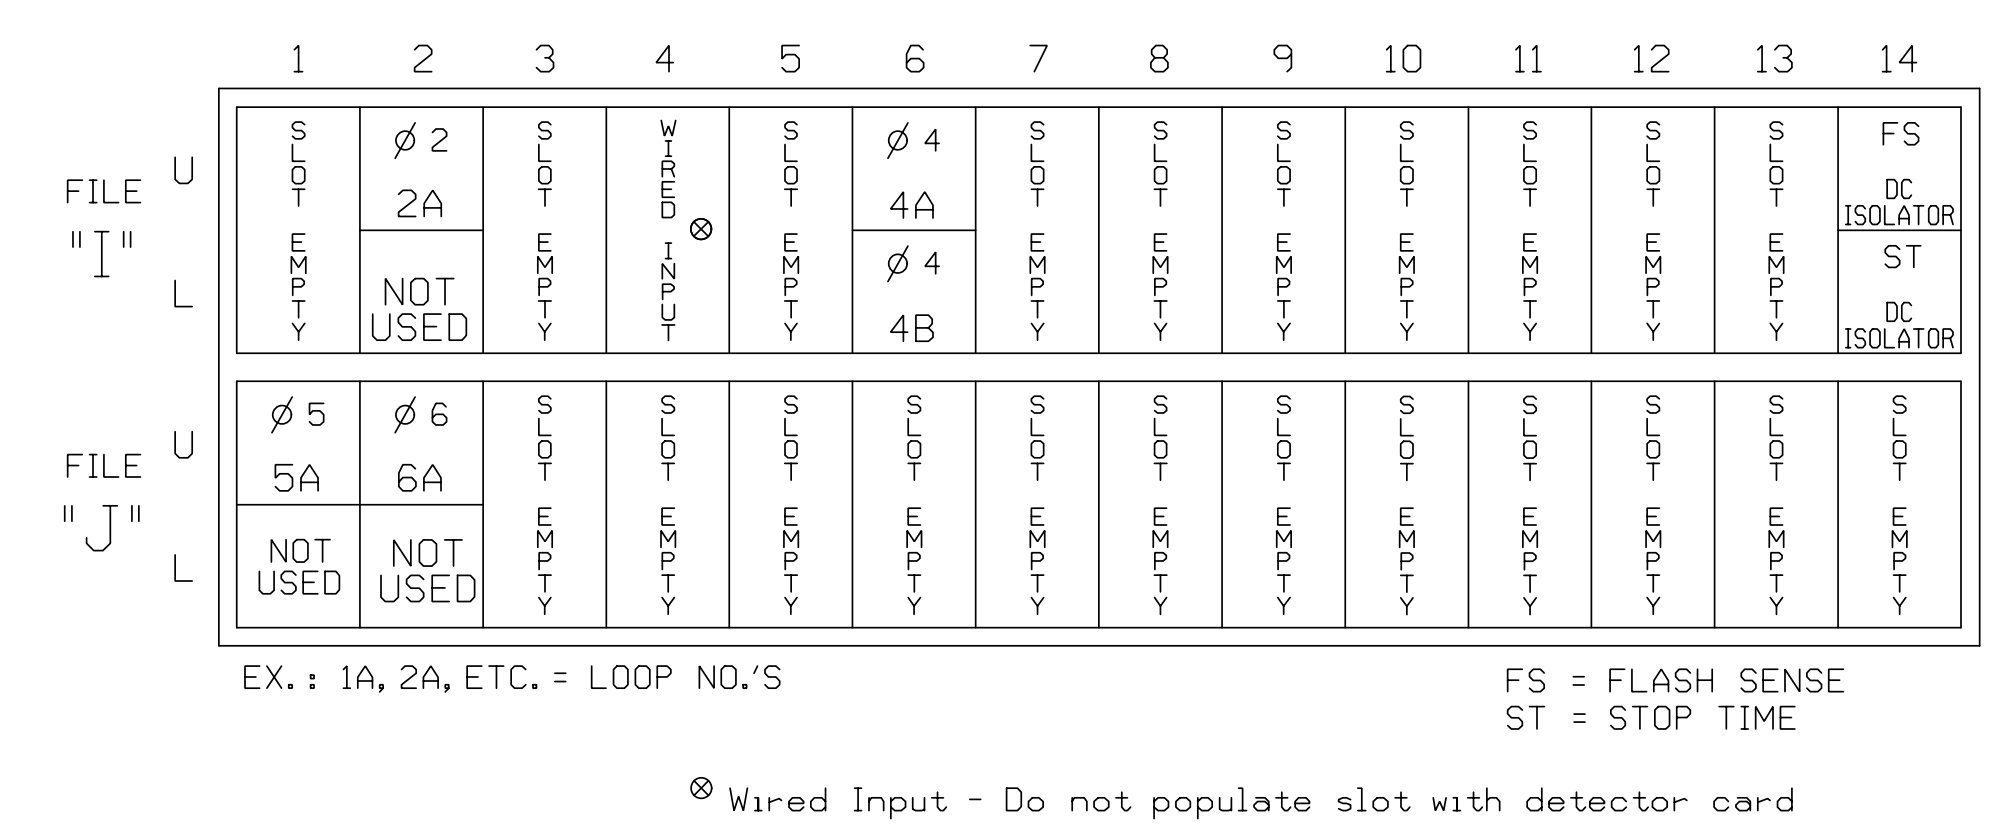 1 2 3 4 5 6 7 8 9 10 11 12 13 14
FILE "I"
U
L
SLOT EMPTY
Ø 2
2A
NOT USED
SLOT EMPTY
WIRED INPUT ⊗
SLOT EMPTY
Ø 4
4A
Ø 4
4B
SLOT EMPTY
SLOT EMPTY
SLOT EMPTY
SLOT EMPTY
SLOT EMPTY
SLOT EMPTY
SLOT EMPTY
FS
DC
ISOLATOR
ST
DC
ISOLATOR
FILE "J"
U
L
Ø 5
5A
NOT USED
Ø 6
6A
NOT USED
SLOT EMPTY
SLOT EMPTY
SLOT EMPTY
SLOT EMPTY
SLOT EMPTY
SLOT EMPTY
SLOT EMPTY
SLOT EMPTY
SLOT EMPTY
SLOT EMPTY
SLOT EMPTY
SLOT EMPTY
EX.: 1A, 2A, ETC. = LOOP NO.'S
FS = FLASH SENSE
ST = STOP TIME
⊗ Wired Input - Do not populate slot with detector card